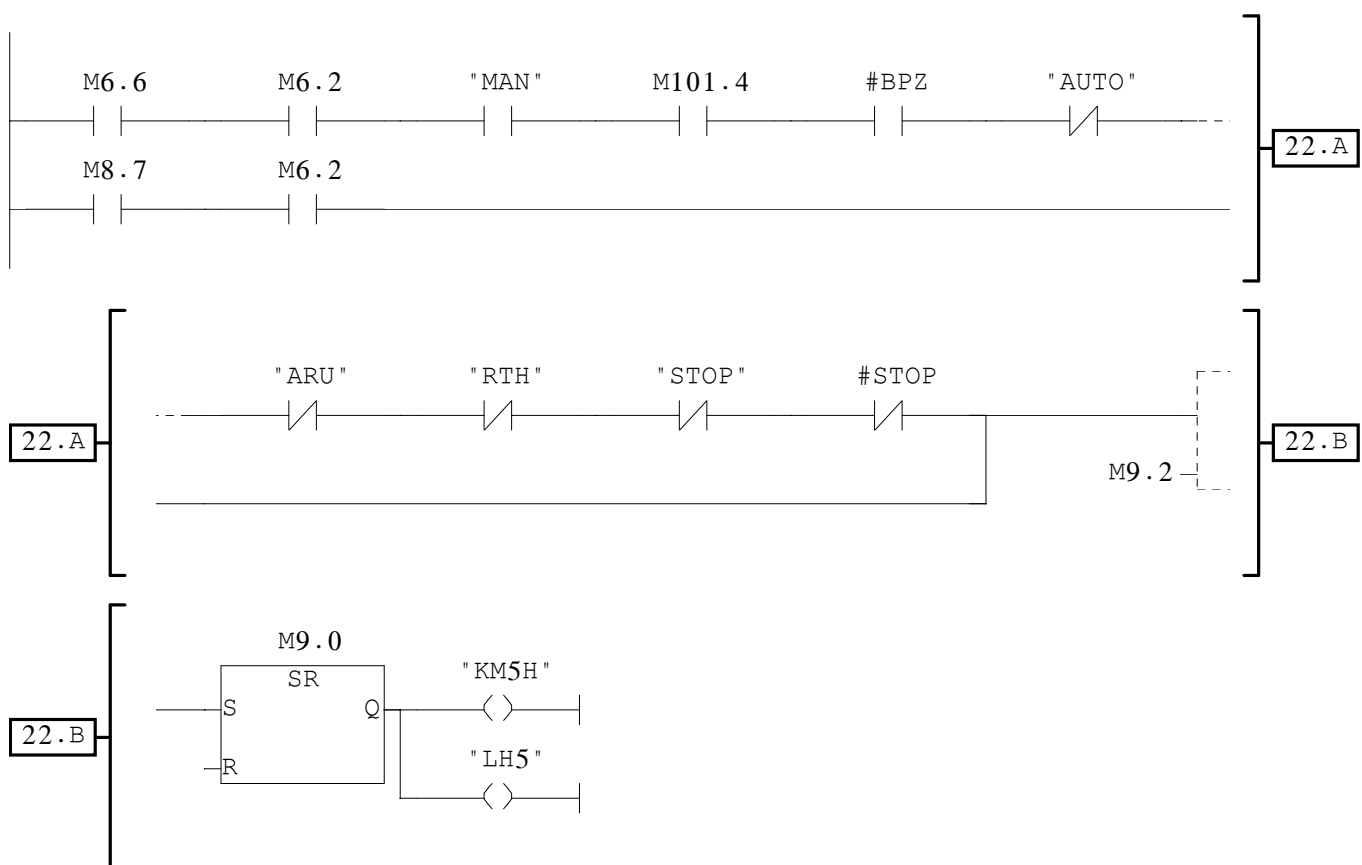 M6.6 M6.2 "MAN" M101.4 #BPZ "AUTO"
22.A
M8.7 M6.2
"ARU" "RTH" "STOP" #STOP
22.A 22.B
M9.2
M9.0
SR "KM5H"
S Q
22.B
R "LH5"